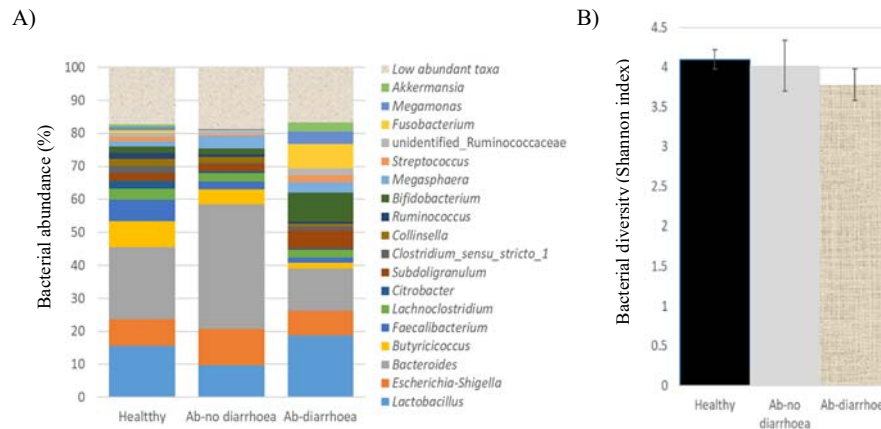 A)
Bacterial abundance (%)
100
90
80
70
60
50
40
30
20
10
0
Healtthy
Ab-no diarrhoea
Ab-diarrhoea
Low abundant taxa
Akkermansia
Megamonas
Fusobacterium
unidentified_Ruminococcaceae
Streptococcus
Megasphaera
Bifidobacterium
Ruminococcus
Collinsella
Clostridium_sensu_stricto_1
Subdoligranulum
Citrobacter
Lachnoclostridium
Faecalibacterium
Butyricicoccus
Bacteroides
Escherichia-Shigella
Lactobacillus
B)
Bacterial diversity (Shannon index)
4.5
4
3.5
3
2.5
2
1.5
1
0.5
0
Healthy
Ab-no
diarrhoea
Ab-diarrhoe